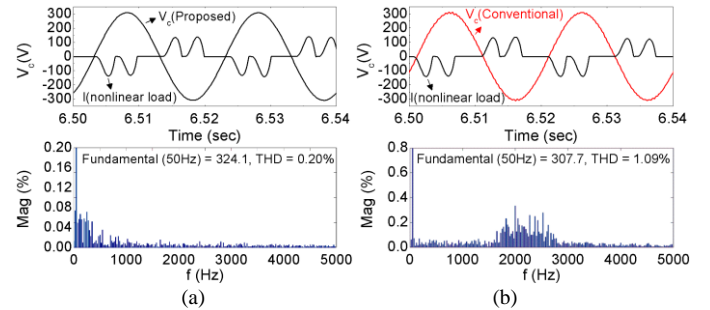 300
200
100
0
-100
-200
-300
V_c(V)
V_c(Proposed)
I(nonlinear load)
6.50 6.51 6.52 6.53 6.54
Time (sec)
300
200
100
0
-100
-200
-300
V_c(V)
V_c(Conventional)
I(nonlinear load)
6.50 6.51 6.52 6.53 6.54
Time (sec)
0.20
0.16
0.12
0.08
0.04
0.00
Mag (%)
Fundamental (50Hz) = 324.1, THD = 0.20%
0 1000 2000 3000 4000 5000
f (Hz)
(a)
0.8
0.6
0.4
0.2
0.0
Mag (%)
Fundamental (50Hz) = 307.7, THD = 1.09%
0 1000 2000 3000 4000 5000
f (Hz)
(b)